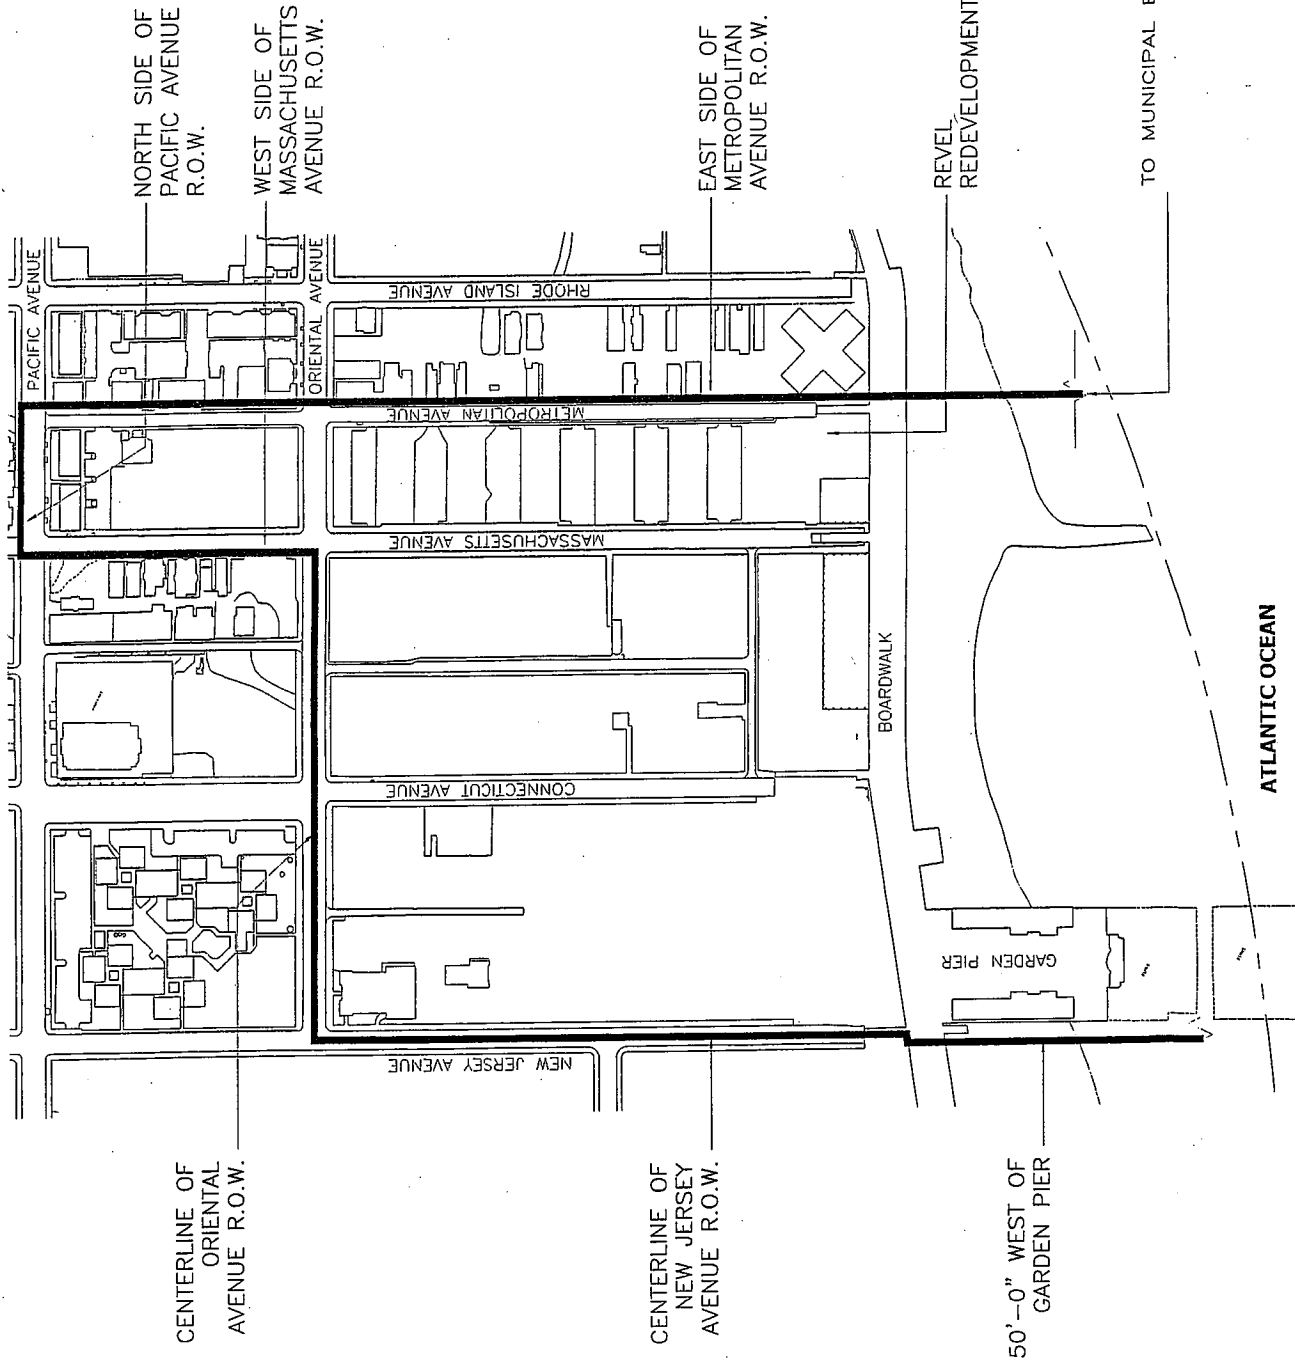 NORTH SIDE OF
PACIFIC AVENUE
R.O.W.
WEST SIDE OF
MASSACHUSETTS
AVENUE R.O.W.
EAST SIDE OF
METROPOLITAN
AVENUE R.O.W.
REVEL
REDEVELOPMENT
TO MUNICIPAL
PACIFIC AVENUE
ORIENTAL AVENUE
RHODE ISLAND AVENUE
METROPOLITAN AVENUE
MASSACHUSETTS AVENUE
CONNECTICUT AVENUE
NEW JERSEY AVENUE
BOARDWALK
GARDEN PIER
ATLANTIC OCEAN
CENTERLINE OF
ORIENTAL
AVENUE R.O.W.
CENTERLINE OF
NEW JERSEY
AVENUE R.O.W.
50'-0" WEST OF
GARDEN PIER